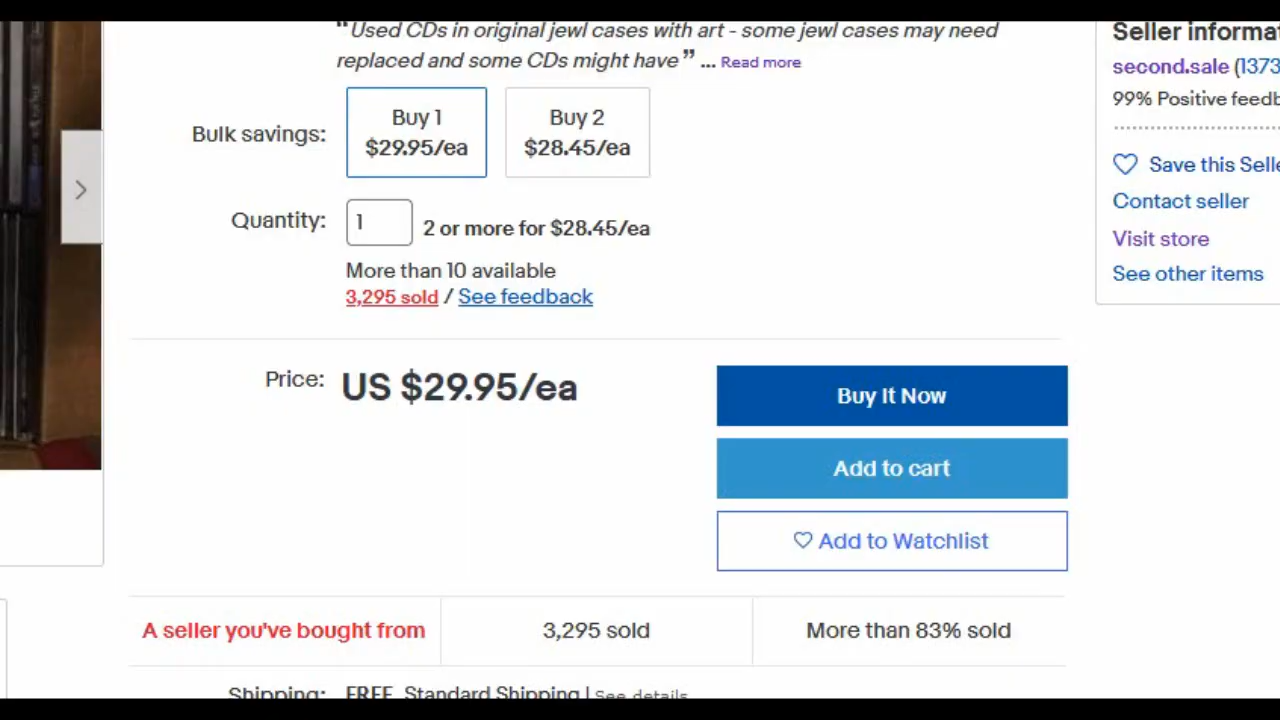 "Used CDs in original jewl cases with art - some jewl cases may need
replaced and some CDs might have" ... Read more
Bulk savings:
Buy 1
$29.95/ea
Buy 2
$28.45/ea
Quantity:
1
2 or more for $28.45/ea
More than 10 available
3,295 sold / See feedback
Price:
US $29.95/ea
Buy It Now
Add to cart
Add to Watchlist
A seller you've bought from
3,295 sold
More than 83% sold
Shipping: FREE Standard Shipping | See details
Seller informa
second.sale (1373
99% Positive feedb
Save this Selle
Contact seller
Visit store
See other items